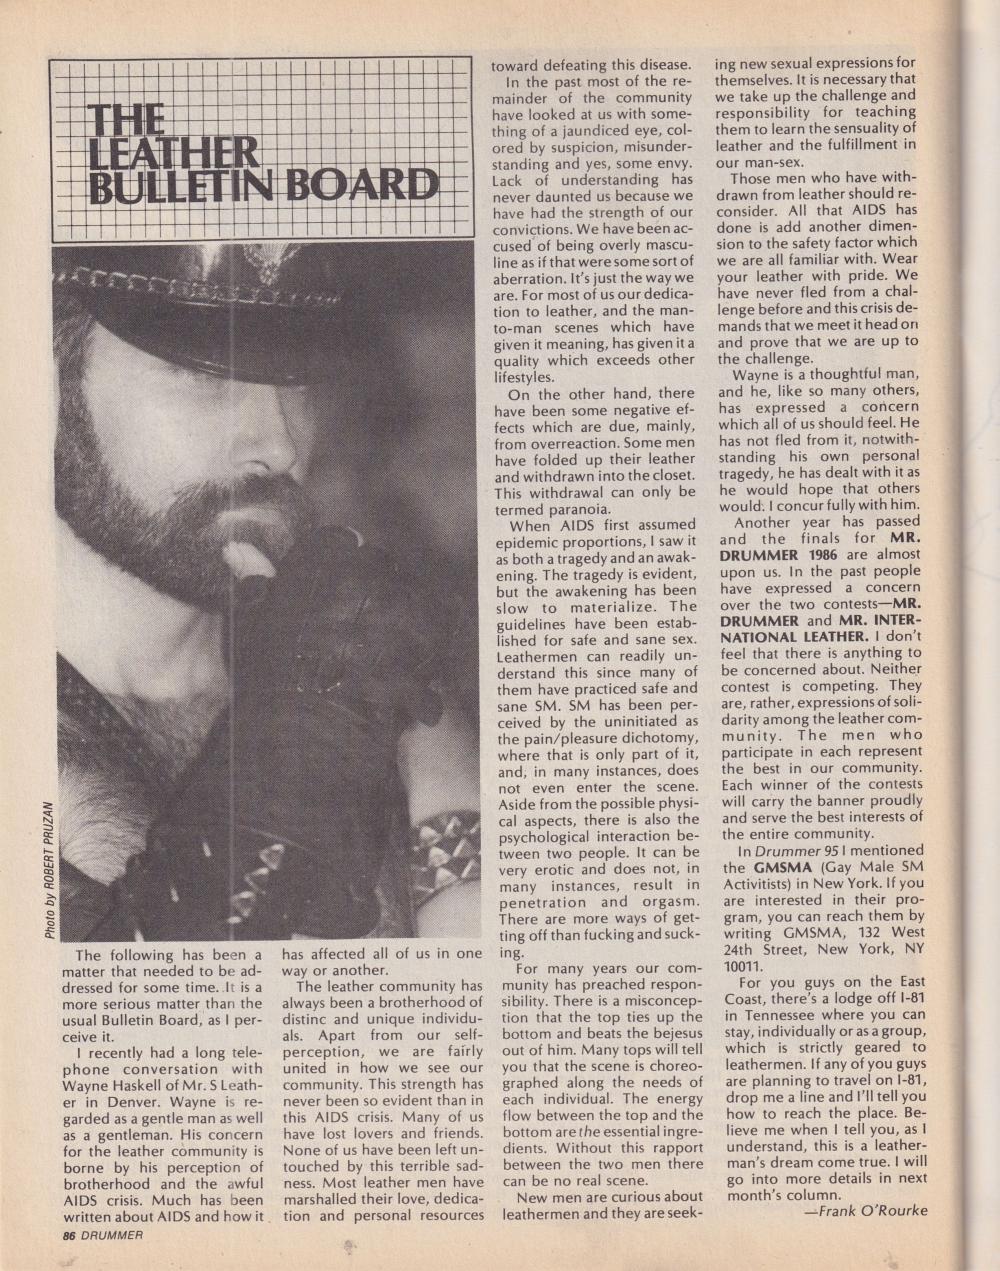 THE
LEATHER
BULLETIN BOARD
Photo by ROBERT PRUZAN
The following has been a
matter that needed to be ad-
dressed for some time. It is a
more serious matter than the
usual Bulletin Board, as I per-
ceive it.
I recently had a long tele-
phone conversation with
Wayne Haskell of Mr. S Leath-
er in Denver. Wayne is re-
garded as a gentle man as well
as a gentleman. His concern
for the leather community is
borne by his perception of
brotherhood and the awful
AIDS crisis. Much has been
written about AIDS and how it
has affected all of us in one
way or another.
The leather community has
always been a brotherhood of
distinc and unique individu-
als. Apart from our self-
perception, we are fairly
united in how we see our
community. This strength has
never been so evident than in
this AIDS crisis. Many of us
have lost lovers and friends.
None of us have been left un-
touched by this terrible sad-
ness. Most leather men have
marshalled their love, dedica-
tion and personal resources
toward defeating this disease.
In the past most of the re-
mainder of the community
have looked at us with some-
thing of a jaundiced eye, col-
ored by suspicion, misunder-
standing and yes, some envy.
Lack of understanding has
never daunted us because we
have had the strength of our
convictions. We have been ac-
cused of being overly mascu-
line as if that were some sort of
aberration. It's just the way we
are. For most of us our dedica-
tion to leather, and the man-
to-man scenes which have
given it meaning, has given it a
quality which exceeds other
lifestyles.
On the other hand, there
have been some negative ef-
fects which are due, mainly,
from overreaction. Some men
have folded up their leather
and withdrawn into the closet.
This withdrawal can only be
termed paranoia.
When AIDS first assumed
epidemic proportions, I saw it
as both a tragedy and an awak-
ening. The tragedy is evident,
but the awakening has been
slow to materialize. The
guidelines have been estab-
lished for safe and sane sex.
Leathermen can readily un-
derstand this since many of
them have practiced safe and
sane SM. SM has been per-
ceived by the uninitiated as
the pain/pleasure dichotomy,
where that is only part of it,
and, in many instances, does
not even enter the scene.
Aside from the possible physi-
cal aspects, there is also the
psychological interaction be-
tween two people. It can be
very erotic and does not, in
many instances, result in
penetration and orgasm.
There are more ways of get-
ting off than fucking and suck-
ing.
For many years our com-
munity has preached respon-
sibility. There is a misconcep-
tion that the top ties up the
bottom and beats the bejesus
out of him. Many tops will tell
you that the scene is choreo-
graphed along the needs of
each individual. The energy
flow between the top and the
bottom are the essential ingre-
dients. Without this rapport
between the two men there
can be no real scene.
New men are curious about
leathermen and they are seek-
ing new sexual expressions for
themselves. It is necessary that
we take up the challenge and
responsibility for teaching
them to learn the sensuality of
leather and the fulfillment in
our man-sex.
Those men who have with-
drawn from leather should re-
consider. All that AIDS has
done is add another dimen-
sion to the safety factor which
we are all familiar with. Wear
your leather with pride. We
have never fled from a chal-
lenge before and this crisis de-
mands that we meet it head on
and prove that we are up to
the challenge.
Wayne is a thoughtful man,
and he, like so many others,
has expressed a concern
which all of us should feel. He
has not fled from it, notwith-
standing his own personal
tragedy, he has dealt with it as
he would hope that others
would. I concur fully with him.
Another year has passed
and the finals for MR.
DRUMMER 1986 are almost
upon us. In the past people
have expressed a concern
over the two contests—MR.
DRUMMER and MR. INTER-
NATIONAL LEATHER. I don't
feel that there is anything to
be concerned about. Neither
contest is competing. They
are, rather, expressions of soli-
darity among the leather com-
munity. The men who
participate in each represent
the best in our community.
Each winner of the contests
will carry the banner proudly
and serve the best interests of
the entire community.
In Drummer 95 I mentioned
the GMSMA (Gay Male SM
Activitists) in New York. If you
are interested in their pro-
gram, you can reach them by
writing GMSMA, 132 West
24th Street, New York, NY
10011.
For you guys on the East
Coast, there's a lodge off I-81
in Tennessee where you can
stay, individually or as a group,
which is strictly geared to
leathermen. If any of you guys
are planning to travel on I-81,
drop me a line and I'll tell you
how to reach the place. Be-
lieve me when I tell you, as I
understand, this is a leather-
man's dream come true. I will
go into more details in next
month's column.
—Frank O'Rourke
86 DRUMMER